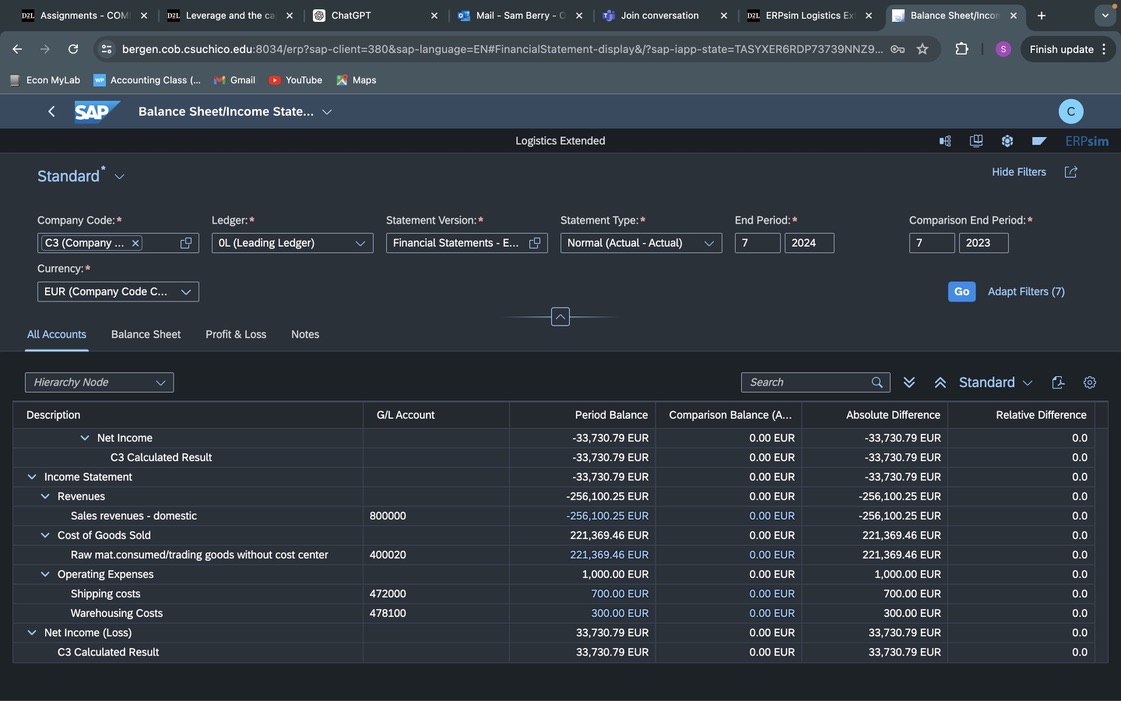 Assignments - COM
Leverage and the ca
ChatGPT
Mail - Sam Berry - O
Join conversation
ERPsim Logistics Ex
Balance Sheet/Incon
bergen.cob.csuchico.edu:8034/erp?sap-client=380&sap-language=EN#FinancialStatement-display&/?sap-iapp-state=TASYXER6RDP73739NNZ9...
S
Finish update
Econ MyLab
Accounting Class (...
Gmail
YouTube
Maps
SAP
Balance Sheet/Income State...
C
Logistics Extended
ERPsim
Standard*
Hide Filters
Company Code:* Ledger:* Statement Version:* Statement Type:* End Period:* Comparison End Period:*
C3 (Company ... 0L (Leading Ledger) Financial Statements - E... Normal (Actual - Actual) 7 2024 7 2023
Currency:*
EUR (Company Code C...
Go
Adapt Filters (7)
All Accounts Balance Sheet Profit & Loss Notes
Hierarchy Node
Search
Standard
Description G/L Account Period Balance Comparison Balance (A... Absolute Difference Relative Difference
Net Income -33,730.79 EUR 0.00 EUR -33,730.79 EUR 0.0
C3 Calculated Result -33,730.79 EUR 0.00 EUR -33,730.79 EUR 0.0
Income Statement -33,730.79 EUR 0.00 EUR -33,730.79 EUR 0.0
Revenues -256,100.25 EUR 0.00 EUR -256,100.25 EUR 0.0
Sales revenues - domestic 800000 -256,100.25 EUR 0.00 EUR -256,100.25 EUR 0.0
Cost of Goods Sold 221,369.46 EUR 0.00 EUR 221,369.46 EUR 0.0
Raw mat.consumed/trading goods without cost center 400020 221,369.46 EUR 0.00 EUR 221,369.46 EUR 0.0
Operating Expenses 1,000.00 EUR 0.00 EUR 1,000.00 EUR 0.0
Shipping costs 472000 700.00 EUR 0.00 EUR 700.00 EUR 0.0
Warehousing Costs 478100 300.00 EUR 0.00 EUR 300.00 EUR 0.0
Net Income (Loss) 33,730.79 EUR 0.00 EUR 33,730.79 EUR 0.0
C3 Calculated Result 33,730.79 EUR 0.00 EUR 33,730.79 EUR 0.0